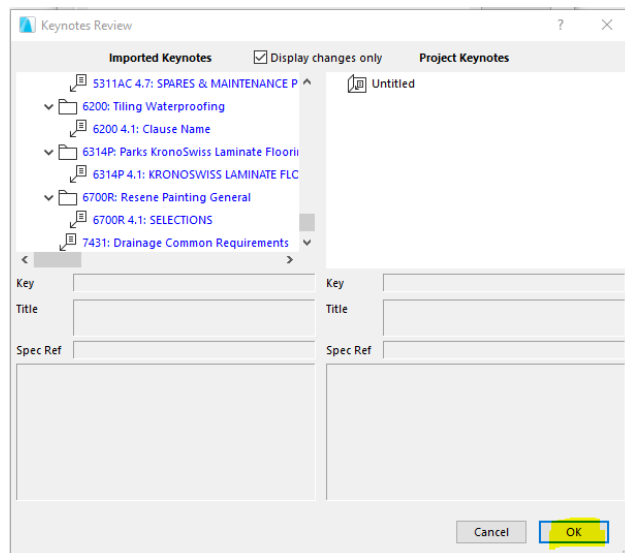 Keynotes Review
Imported Keynotes Display changes only Project Keynotes
5311AC 4.7: SPARES & MAINTENANCE P
6200: Tiling Waterproofing
6200 4.1: Clause Name
6314P: Parks KronoSwiss Laminate Floori
6314P 4.1: KRONOSWISS LAMINATE FLO
6700R: Resene Painting General
6700R 4.1: SELECTIONS
7431: Drainage Common Requirements
Untitled
Key
Title
Spec Ref
Key
Title
Spec Ref
Cancel OK